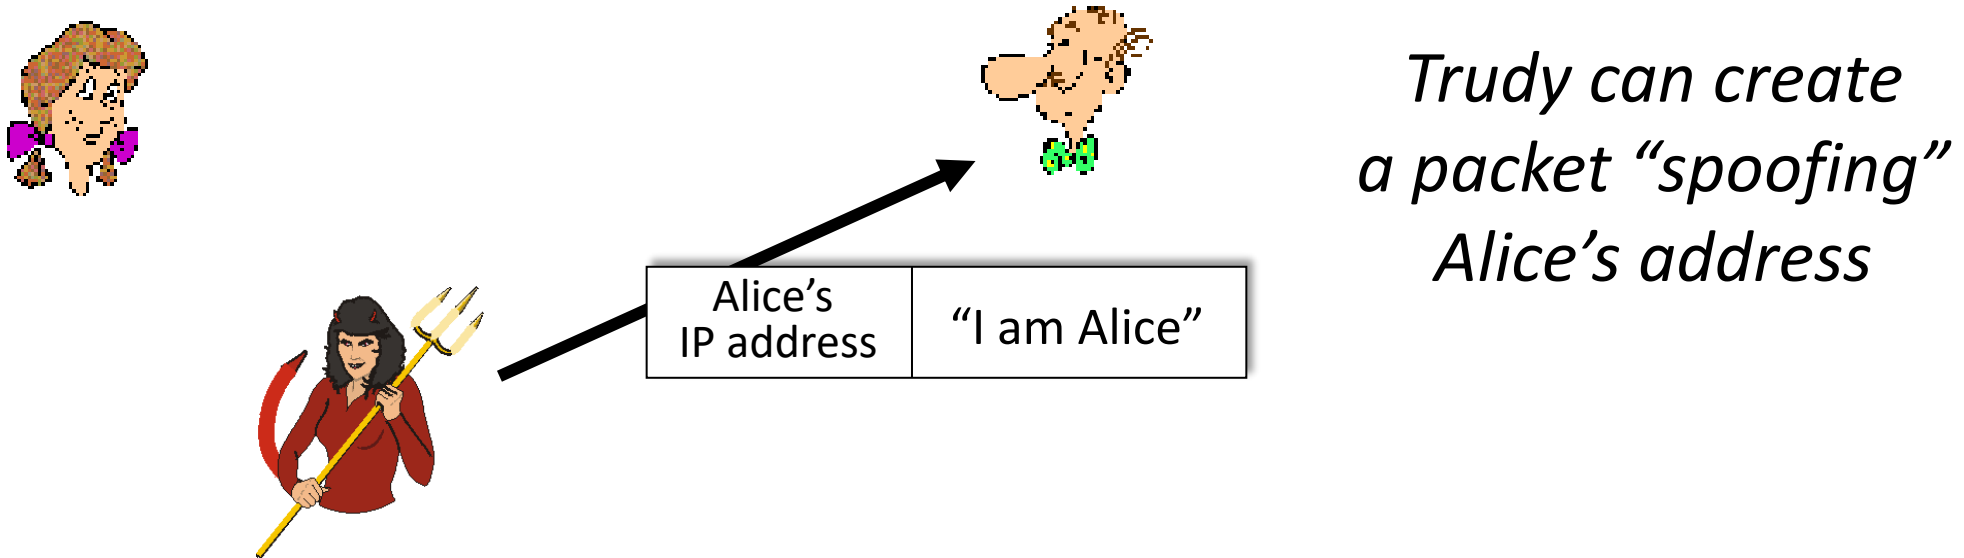 Trudy can create
a packet “spoofing”
Alice’s address
Alice’s
IP address
“I am Alice”